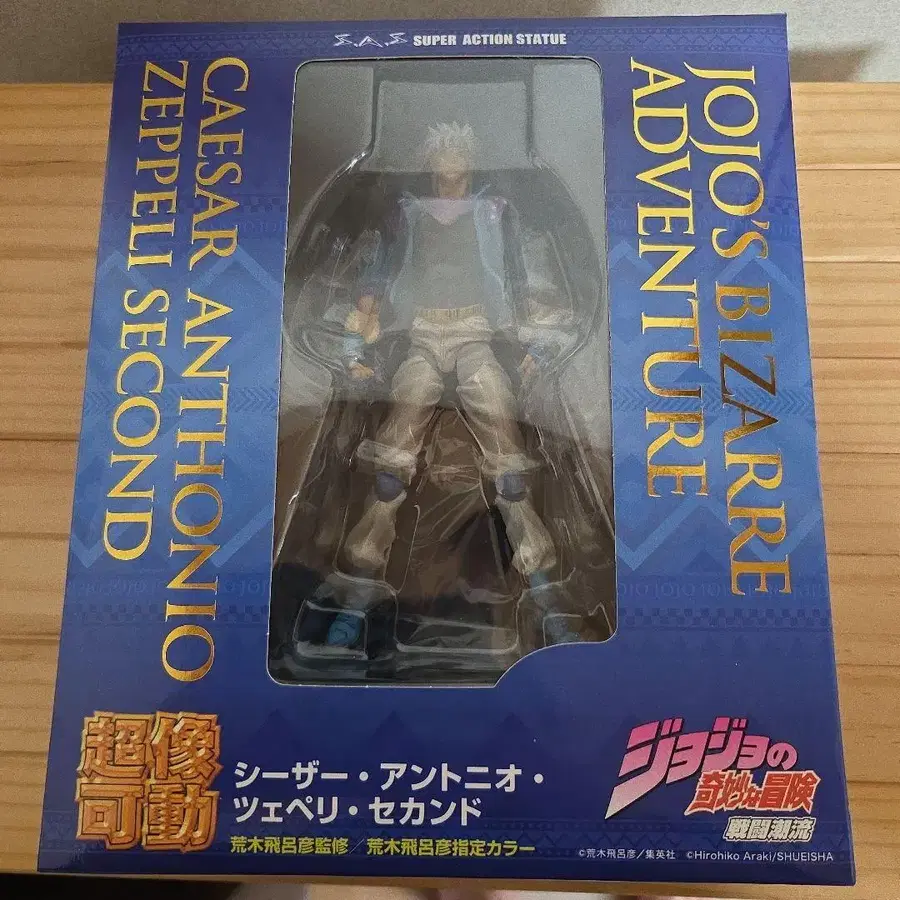 S.A.S SUPER ACTION STATUE
CAESAR ANTHONIO
ZEPPELI SECOND
JOJO'S BIZARRE
ADVENTURE
超像
可動
シーザー・アントニオ・
ツェペリ・セカンド
荒木飛呂彦監修/荒木飛呂彦指定カラー
ジョジョの
奇妙な冒険
戦闘潮流
©荒木飛呂彦/集英社 ©Hirohiko Araki/SHUEISHA